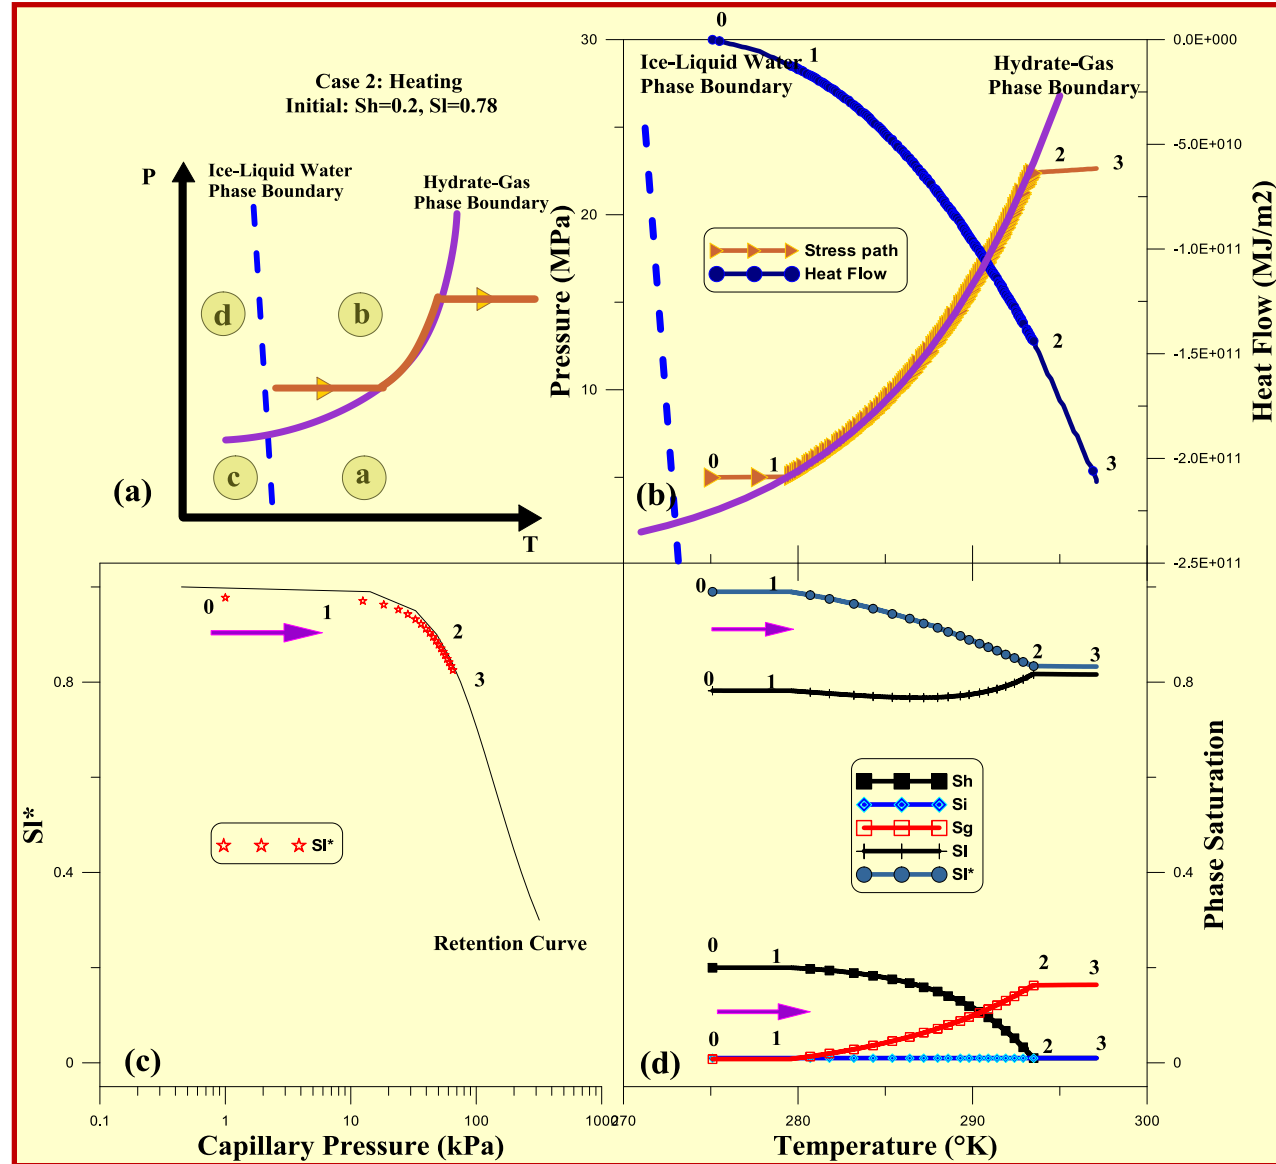 Case 2: Heating
Initial: Sh=0.2, Sl=0.78
P
Ice-Liquid Water
Phase Boundary
Hydrate-Gas
Phase Boundary
d
b
c
a
(a)
T
0
30
20
10
Pressure (MPa)
Ice-Liquid Water
Phase Boundary
1
Hydrate-Gas
Phase Boundary
2
3
Stress path
Heat Flow
2
0
1
3
(b)
0.0E+000
-5.0E+010
-1.0E+011
-1.5E+011
-2.0E+011
-2.5E+011
Heat Flow (MJ/m2)
0
1
2
3
0.8
0.4
0
Sl*
Sl*
Retention Curve
(c)
0.1
1
10
100
1000
Capillary Pressure (kPa)
0
1
2
3
0
1
Sh
Si
Sg
Sl
Sl*
0
1
2
3
0
1
2
3
(d)
0.8
0.4
0
Phase Saturation
270
280
290
300
Temperature (°K)